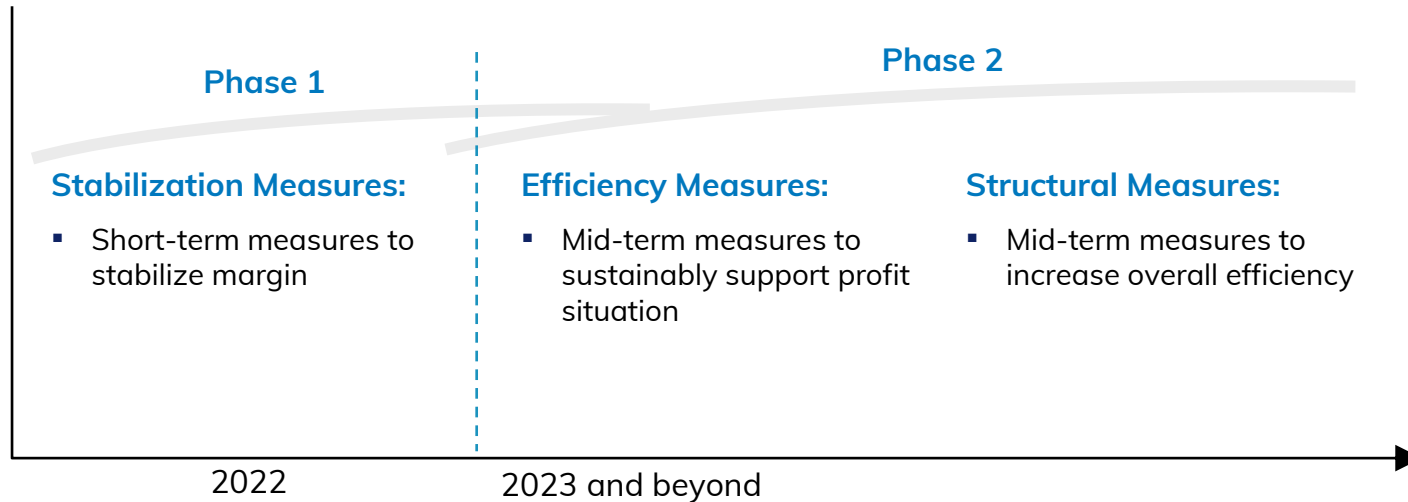 Phase 1
Phase 2
Stabilization Measures:
▪ Short-term measures to
stabilize margin
Efficiency Measures:
▪ Mid-term measures to
sustainably support profit
situation
Structural Measures:
▪ Mid-term measures to
increase overall efficiency
2022
2023 and beyond